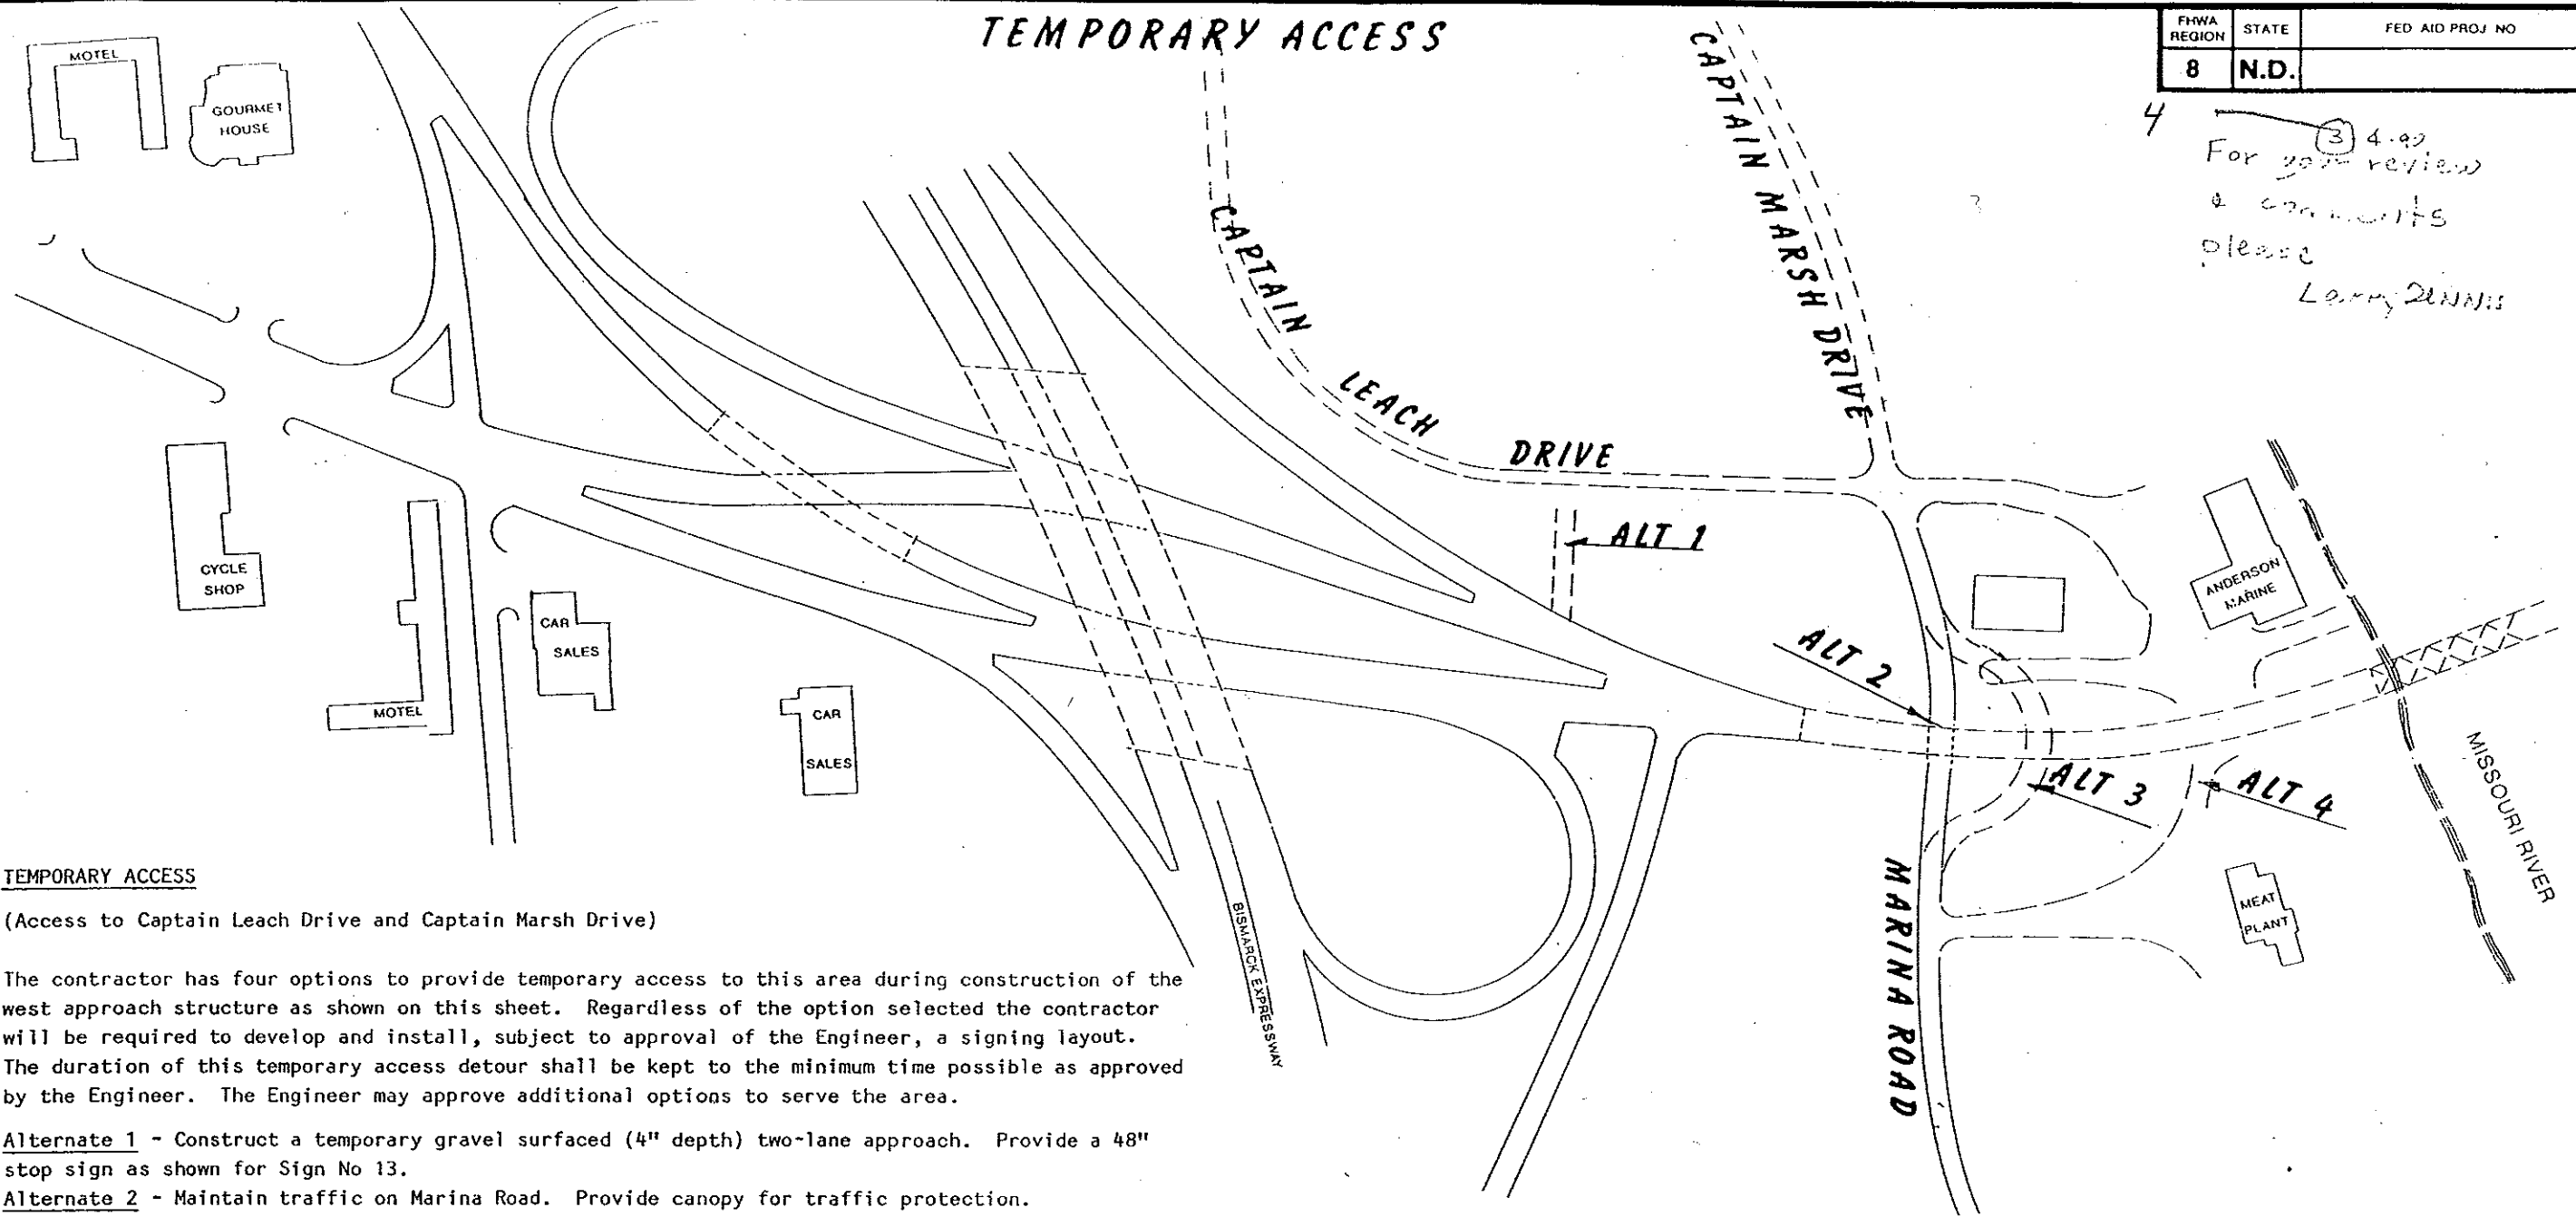 TEMPORARY ACCESS
FHWA REGION
STATE
FED AID PROJ NO
8
N.D.
4
3 4-90
For your review
& comments
please
Larry
MOTEL
GOURMET
HOUSE
CAPTAIN MARSH DRIVE
CAPTAIN LEACH DRIVE
ALT 1
CYCLE
SHOP
CAR
SALES
MOTEL
CAR
SALES
ALT 2
ANDERSON
MARINE
ALT 3
ALT 4
MISSOURI RIVER
MEAT
PLANT
MARINA ROAD
BISMARCK EXPRESSWAY
TEMPORARY ACCESS
(Access to Captain Leach Drive and Captain Marsh Drive)
The contractor has four options to provide temporary access to this area during construction of the
west approach structure as shown on this sheet. Regardless of the option selected the contractor
will be required to develop and install, subject to approval of the Engineer, a signing layout.
The duration of this temporary access detour shall be kept to the minimum time possible as approved
by the Engineer. The Engineer may approve additional options to serve the area.
Alternate 1 - Construct a temporary gravel surfaced (4" depth) two-lane approach. Provide a 48"
stop sign as shown for Sign No 13.
Alternate 2 - Maintain traffic on Marina Road. Provide canopy for traffic protection.